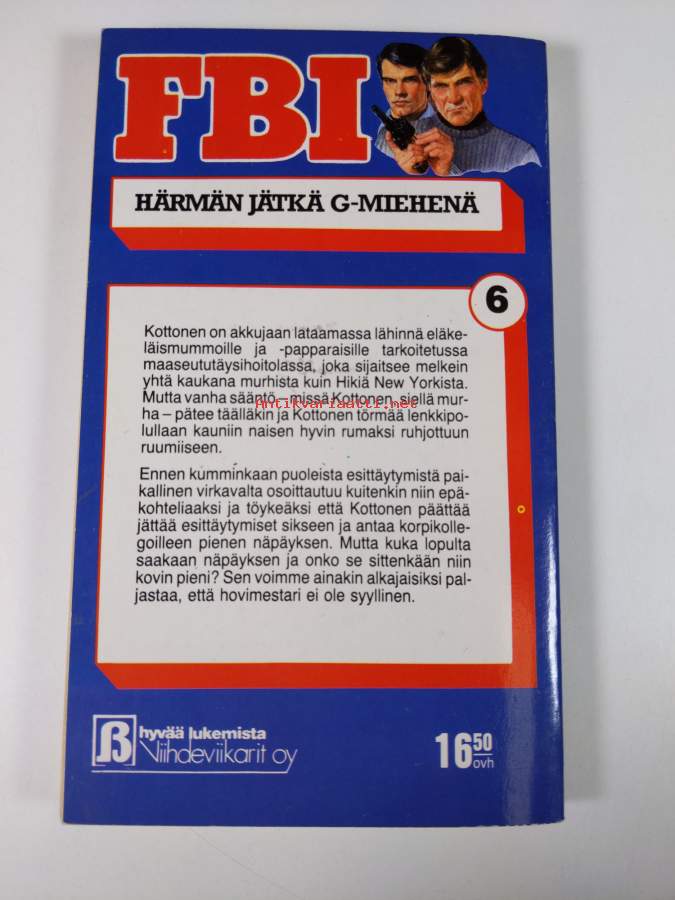 FBI
HÄRMÄN JÄTKÄ G-MIEHENÄ
6
Kottonen on akkujaan lataamassa lähinnä eläke-
läismummoille ja -papparaisille tarkoitetussa
maaseututäysihoitolassa, joka sijaitsee melkein
yhtä kaukana murhista kuin Hikiä New Yorkista.
Mutta vanha sääntö – missä Kottonen, siellä mur-
Antikvariaatti.net
ha – pätee täälläkin ja Kottonen törmää lenkkipo-
lullaan kauniin naisen hyvin rumaksi ruhjottuun
ruumiiseen.
Ennen kumminkaan puoleista esittäytymistä pai-
kallinen virkavalta osoittautuu kuitenkin niin epä-
kohteliaaksi ja töykeäksi että Kottonen päättää
jättää esittäytymiset sikseen ja antaa korpikolle-
goilleen pienen näpäyksen. Mutta kuka lopulta
saakaan näpäyksen ja onko se sittenkään niin
kovin pieni? Sen voimme ainakin alkajaisiksi pal-
jastaa, että hovimestari ei ole syyllinen.
hyvää lukemista
Viihdeviikarit oy
16 50
ovh